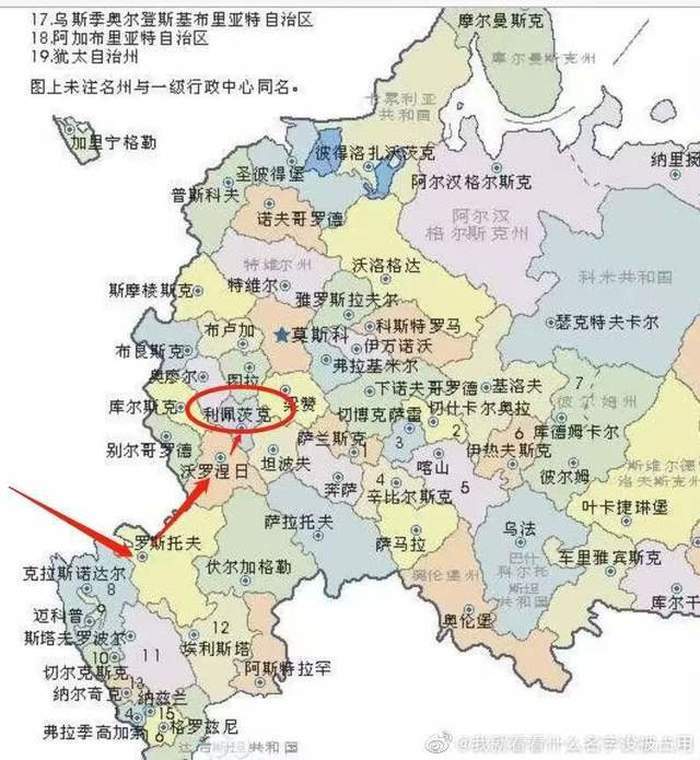 17.乌斯季奥尔登斯基布里亚特自治区
18.阿加布里亚特自治区
19.犹太自治州
图上未注名州与一级行政中心同名。
摩尔曼斯克
库尔曼斯克州
卡累利亚
共和国
加里宁格勒
彼得洛扎沃茨克
圣彼得堡
阿尔汉格尔斯克
普斯科夫
诺夫哥罗德
阿尔汉
格尔斯克州
特维尔州
沃洛格达
科米共和国
斯摩棱斯克
特维尔
雅罗斯拉夫尔
布卢加
莫斯科
科斯特罗马
瑟克特夫卡尔
伊万诺沃
布良斯克
弗拉基米尔
奥廖尔
图拉
下诺夫哥罗德
基洛夫
7
彼尔姆州
库尔斯克
利佩茨克
梁赞
切博克萨雷
切仕卡尔奥拉
库德姆卡尔
别尔哥罗德
萨兰斯克
1
3
2
6
伊热夫斯克
沃罗涅日
坦波夫
喀山
彼尔姆
斯维尔德
洛夫斯克州
奔萨
4
辛比尔斯克
5
叶卡捷琳堡
罗斯托夫
萨拉托夫
萨马拉
乌法
车里雅宾斯克
克拉斯诺达尔
8
伏尔加格勒
奥伦堡州
巴什
科尔托
斯坦
共和国
迈科普
9
奥伦堡
斯塔夫罗波尔
12
埃利斯塔
10
11
切尔克斯克
阿斯特拉罕
纳尔奇克
13
纳兹兰
4
15
弗拉季高加索
格罗兹尼
6
共和国
@我就看看什么名字没被占用